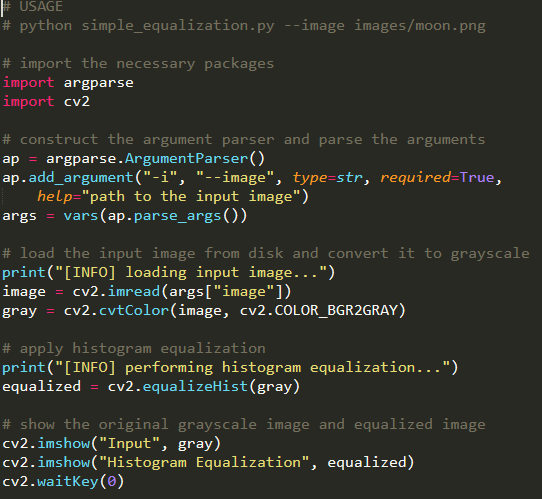 # USAGE
# python simple_equalization.py --image images/moon.png

# import the necessary packages
import argparse
import cv2

# construct the argument parser and parse the arguments
ap = argparse.ArgumentParser()
ap.add_argument("-i", "--image", type=str, required=True,
    help="path to the input image")
args = vars(ap.parse_args())

# load the input image from disk and convert it to grayscale
print("[INFO] loading input image...")
image = cv2.imread(args["image"])
gray = cv2.cvtColor(image, cv2.COLOR_BGR2GRAY)

# apply histogram equalization
print("[INFO] performing histogram equalization...")
equalized = cv2.equalizeHist(gray)

# show the original grayscale image and equalized image
cv2.imshow("Input", gray)
cv2.imshow("Histogram Equalization", equalized)
cv2.waitKey(0)